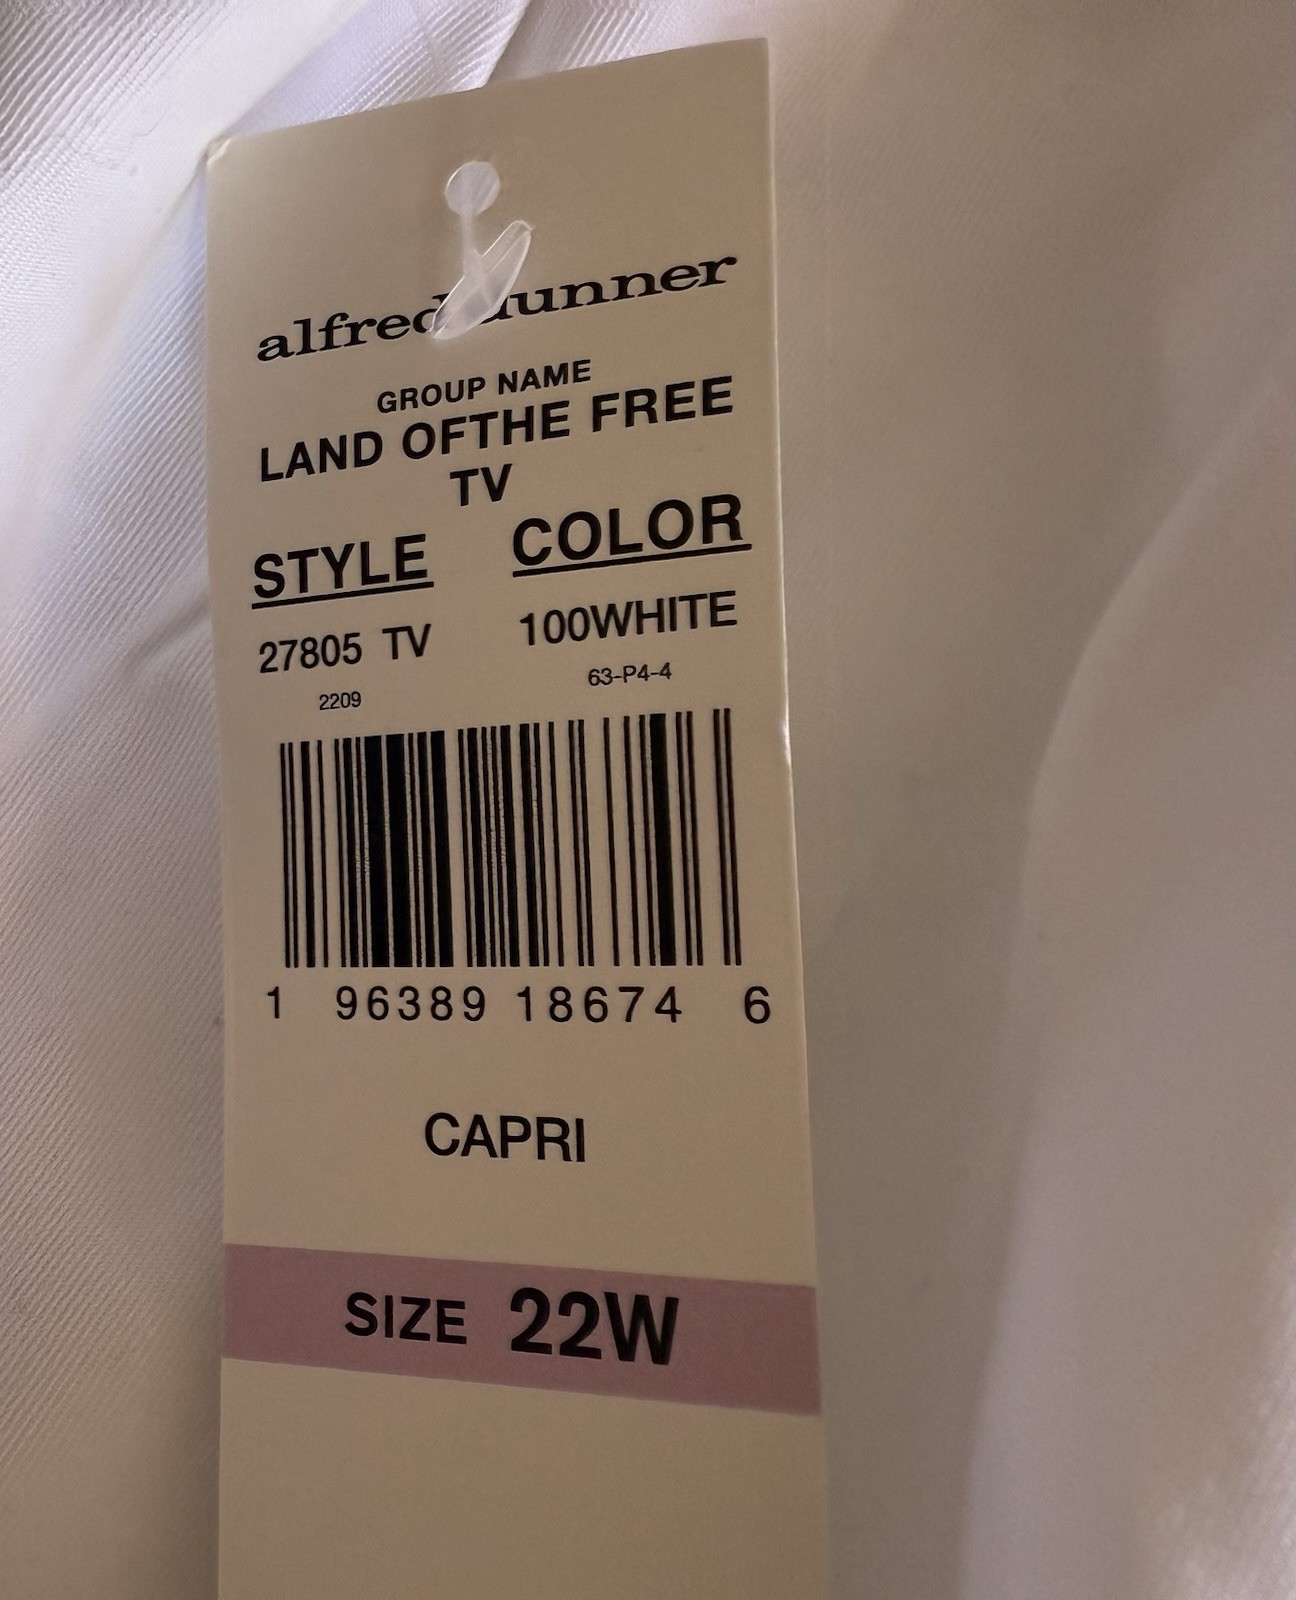 alfred dunner
GROUP NAME
LAND OFTHE FREE
TV
STYLE COLOR
27805 TV 100WHITE
2209 63-P4-4
1 96389 18674 6
CAPRI
SIZE 22W